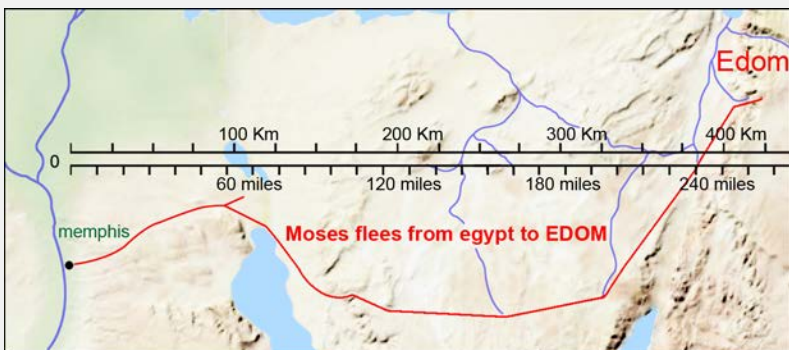 Edom
100 Km 200 Km 300 Km 400 Km
0
60 miles 120 miles 180 miles 240 miles
memphis
Moses flees from egypt to EDOM